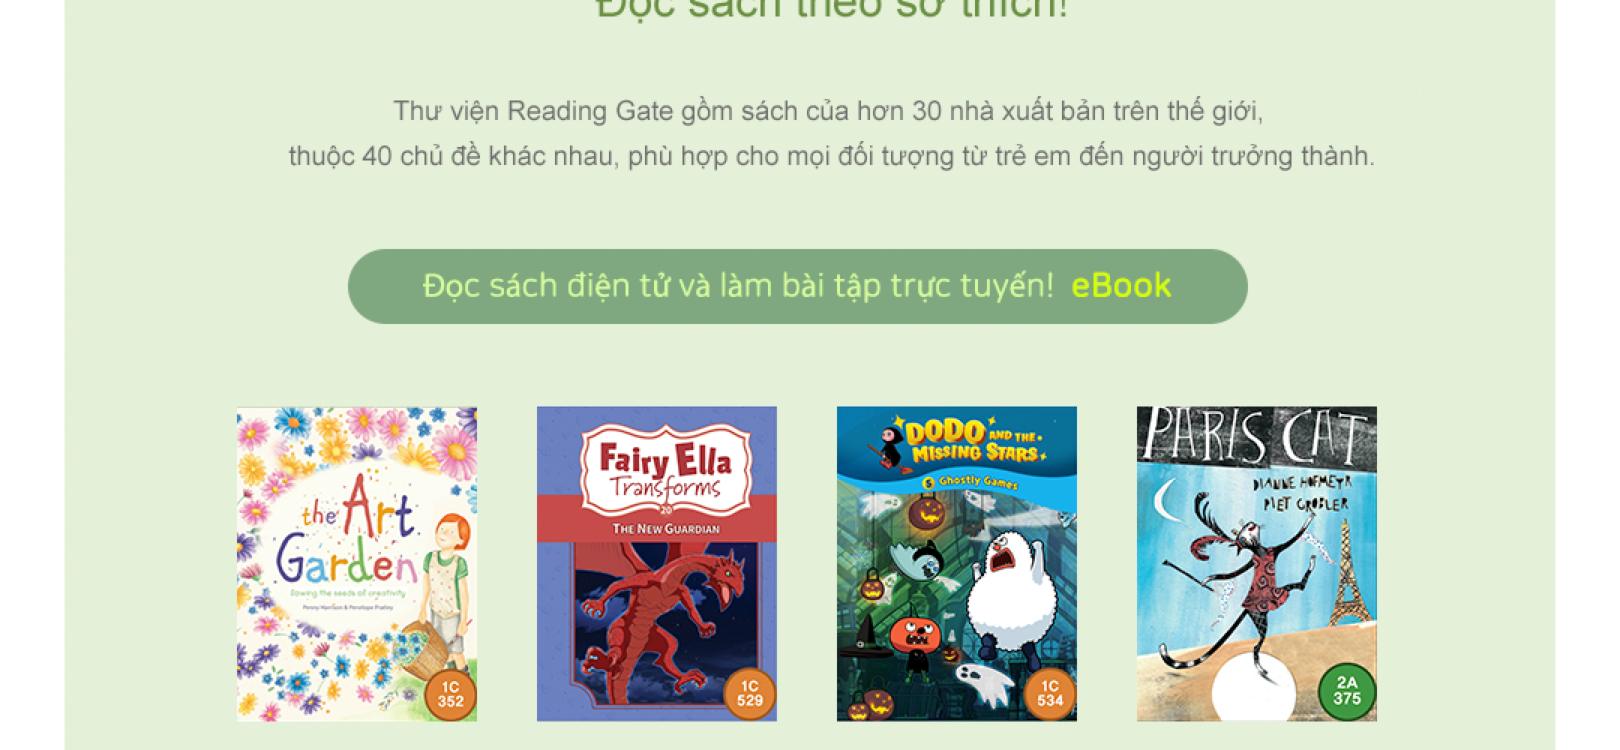 Đọc sách theo sở thích!
Thư viện Reading Gate gồm sách của hơn 30 nhà xuất bản trên thế giới,
thuộc 40 chủ đề khác nhau, phù hợp cho mọi đối tượng từ trẻ em đến người trưởng thành.
Đọc sách điện tử và làm bài tập trực tuyến! eBook
the Art
Garden
Sowing the seeds of creativity
Penny Harrison & Penelope Pratley
1C
352
Fairy Ella
Transforms
20
THE NEW GUARDIAN
1C
529
DODO AND THE
MISSING STARS
5 Ghostly Games
1C
534
PARIS CAT
DIANNE HOFMEYR
PIET GROBLER
2A
375